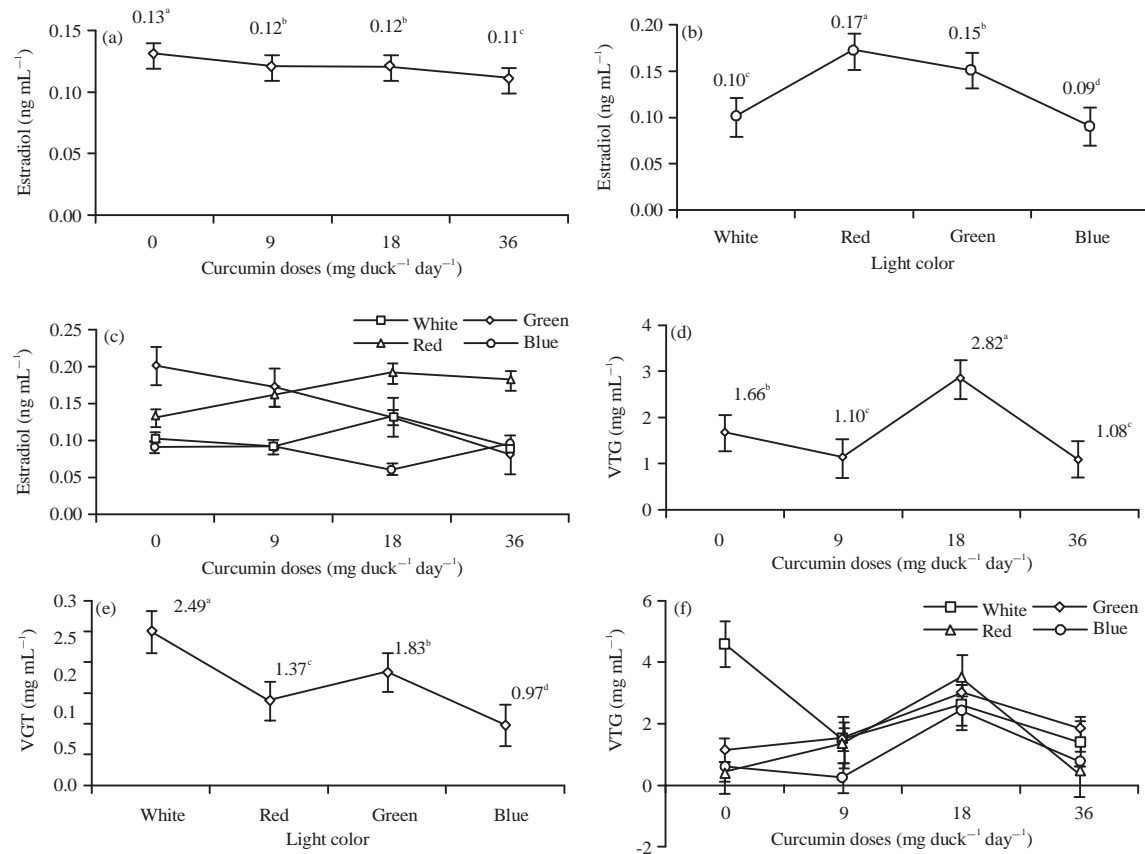 (a)
0.13ᵃ
0.12ᵇ
0.12ᵇ
0.11ᶜ
0.15
0.10
0.05
0.00
Estradiol (ng mL⁻¹)
0 9 18 36
Curcumin doses (mg duck⁻¹ day⁻¹)
(b)
0.10ᶜ
0.17ᵃ
0.15ᵇ
0.09ᵈ
0.20
0.15
0.10
0.05
0.00
Estradiol (ng mL⁻¹)
White Red Green Blue
Light color
(c)
White Green
Red Blue
0.25
0.20
0.15
0.10
0.05
0.00
Estradiol (ng mL⁻¹)
0 9 18 36
Curcumin doses (mg duck⁻¹ day⁻¹)
(d)
1.66ᵇ
1.10ᶜ
2.82ᵃ
1.08ᶜ
4
3
2
1
0
VTG (mg mL⁻¹)
0 9 18 36
Curcumin doses (mg duck⁻¹ day⁻¹)
(e)
2.49ᵃ
1.37ᶜ
1.83ᵇ
0.97ᵈ
0.3
2.5
0.2
0.1
0.5
0.0
VGT (mg mL⁻¹)
White Red Green Blue
Light color
(f)
White Green
Red Blue
6
4
2
0
-2
VTG (mg mL⁻¹)
0 9 18 36
Curcumin doses (mg duck⁻¹ day⁻¹)